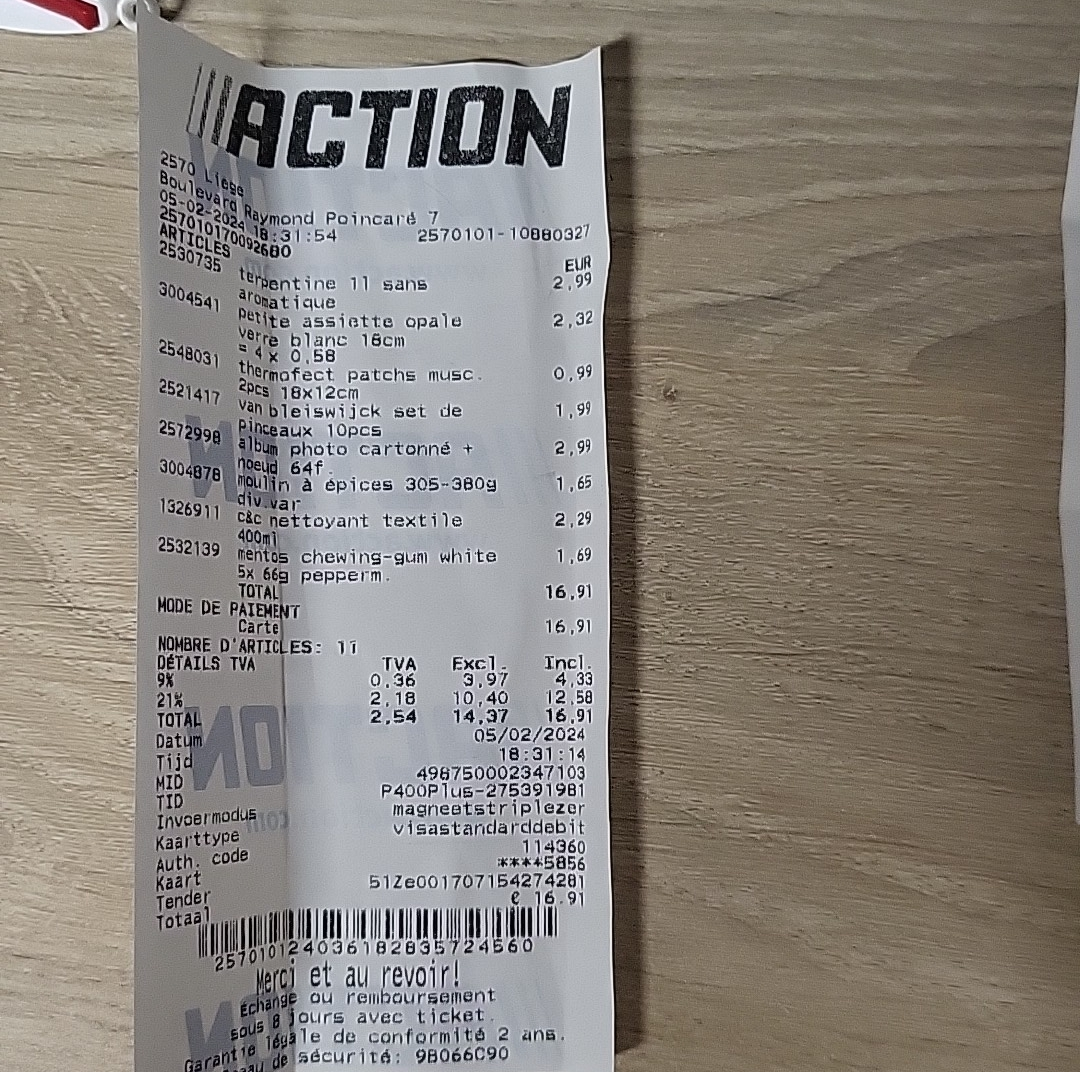 ACTION
2570 Liège
Boulevard Raymond Poincaré 7
05-02-2024 18:31:54 2570101-10880327
257010170092680
ARTICLES EUR
2530735 terpentine 1l sans 2,99
aromatique
3004541 petite assiette opale 2,32
verre blanc 18cm
= 4 x 0,58
2548031 thermofect patchs musc. 0,99
2pcs 18x12cm
2521417 van bleiswijck set de 1,99
pinceaux 10pcs
2572998 album photo cartonné + 2,99
noeud 64f.
3004878 moulin à épices 305-380g 1,65
div.var
1326911 c&c nettoyant textile 2,29
400ml
2532139 mentos chewing-gum white 1,69
5x 66g pepperm.
TOTAL 16,91
MODE DE PAIEMENT
Carte 16,91
NOMBRE D'ARTICLES: 11
DÉTAILS TVA TVA Excl. Incl.
9% 0,36 3,97 4,33
21% 2,18 10,40 12,58
TOTAL 2,54 14,37 16,91
Datum 05/02/2024
Tijd 18:31:14
MID 498750002347103
TID P400Plus-275391981
Invoermodus magneetstriplezer
Kaarttype visastandarddebit
Auth. code 114360
Kaart ****5856
Tender 51Ze001707154274281
Totaal € 16.91
257010124036182835724560
Merci et au revoir!
Échange ou remboursement
sous 8 jours avec ticket.
Garantie légale de conformité 2 ans.
de sécurité: 9B066C90